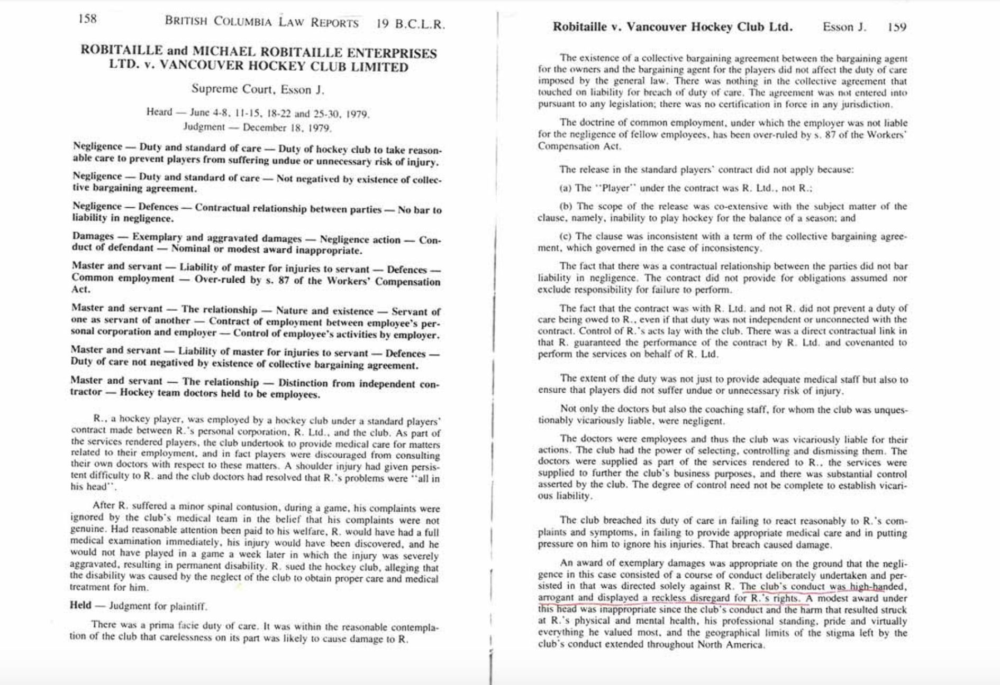 158 BRITISH COLUMBIA LAW REPORTS 19 B.C.L.R.
ROBITAILLE and MICHAEL ROBITAILLE ENTERPRISES
LTD. v. VANCOUVER HOCKEY CLUB LIMITED
Supreme Court, Esson J.
Heard — June 4-8, 11-15, 18-22 and 25-30, 1979.
Judgment — December 18, 1979.
Negligence — Duty and standard of care — Duty of hockey club to take reason-
able care to prevent players from suffering undue or unnecessary risk of injury.
Negligence — Duty and standard of care — Not negatived by existence of collec-
tive bargaining agreement.
Negligence — Defences — Contractual relationship between parties — No bar to
liability in negligence.
Damages — Exemplary and aggravated damages — Negligence action — Con-
duct of defendant — Nominal or modest award inappropriate.
Master and servant — Liability of master for injuries to servant — Defences —
Common employment — Over-ruled by s. 87 of the Workers' Compensation
Act.
Master and servant — The relationship — Nature and existence — Servant of
one as servant of another — Contract of employment between employee's per-
sonal corporation and employer — Control of employee's activities by employer.
Master and servant — Liability of master for injuries to servant — Defences —
Duty of care not negatived by existence of collective bargaining agreement.
Master and servant — The relationship — Distinction from independent con-
tractor — Hockey team doctors held to be employees.
R., a hockey player, was employed by a hockey club under a standard players'
contract made between R.'s personal corporation, R. Ltd., and the club. As part of
the services rendered players, the club undertook to provide medical care for matters
related to their employment, and in fact players were discouraged from consulting
their own doctors with respect to these matters. A shoulder injury had given persis-
tent difficulty to R. and the club doctors had resolved that R.'s problems were "all in
his head".
After R. suffered a minor spinal contusion, during a game, his complaints were
ignored by the club's medical team in the belief that his complaints were not
genuine. Had reasonable attention been paid to his welfare, R. would have had a full
medical examination immediately, his injury would have been discovered, and he
would not have played in a game a week later in which the injury was severely
aggravated, resulting in permanent disability. R. sued the hockey club, alleging that
the disability was caused by the neglect of the club to obtain proper care and medical
treatment for him.
Held — Judgment for plaintiff.
There was a prima facie duty of care. It was within the reasonable contempla-
tion of the club that carelessness on its part was likely to cause damage to R.
Robitaille v. Vancouver Hockey Club Ltd. Esson J. 159
The existence of a collective bargaining agreement between the bargaining agent
for the owners and the bargaining agent for the players did not affect the duty of care
imposed by the general law. There was nothing in the collective agreement that
touched on liability for breach of duty of care. The agreement was not entered into
pursuant to any legislation; there was no certification in force in any jurisdiction.
The doctrine of common employment, under which the employer was not liable
for the negligence of fellow employees, has been over-ruled by s. 87 of the Workers'
Compensation Act.
The release in the standard players' contract did not apply because:
(a) The "Player" under the contract was R. Ltd., not R.;
(b) The scope of the release was co-extensive with the subject matter of the
clause, namely, inability to play hockey for the balance of a season; and
(c) The clause was inconsistent with a term of the collective bargaining agree-
ment, which governed in the case of inconsistency.
The fact that there was a contractual relationship between the parties did not bar
liability in negligence. The contract did not provide for obligations assumed nor
exclude responsibility for failure to perform.
The fact that the contract was with R. Ltd. and not R. did not prevent a duty of
care being owed to R., even if that duty was not independent or unconnected with the
contract. Control of R.'s acts lay with the club. There was a direct contractual link in
that R. guaranteed the performance of the contract by R. Ltd. and covenanted to
perform the services on behalf of R. Ltd.
The extent of the duty was not just to provide adequate medical staff but also to
ensure that players did not suffer undue or unnecessary risk of injury.
Not only the doctors but also the coaching staff, for whom the club was unques-
tionably vicariously liable, were negligent.
The doctors were employees and thus the club was vicariously liable for their
actions. The club had the power of selecting, controlling and dismissing them. The
doctors were supplied as part of the services rendered to R., the services were
supplied to further the club's business purposes, and there was substantial control
asserted by the club. The degree of control need not be complete to establish vicari-
ous liability.
The club breached its duty of care in failing to react reasonably to R.'s com-
plaints and symptoms, in failing to provide appropriate medical care and in putting
pressure on him to ignore his injuries. That breach caused damage.
An award of exemplary damages was appropriate on the ground that the negli-
gence in this case consisted of a course of conduct deliberately undertaken and per-
sisted in that was directed solely against R. The club's conduct was high-handed,
arrogant and displayed a reckless disregard for R.'s rights. A modest award under
this head was inappropriate since the club's conduct and the harm that resulted struck
at R.'s physical and mental health, his professional standing, pride and virtually
everything he valued most, and the geographical limits of the stigma left by the
club's conduct extended throughout North America.